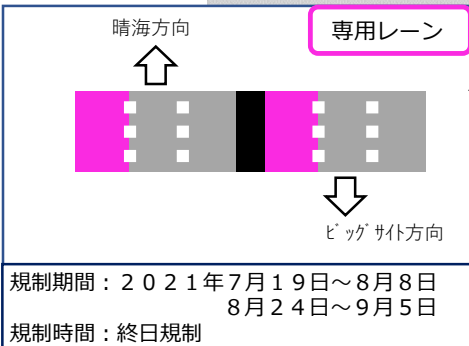 専用レーン
晴海方向
ﾋﾞｯｸﾞｻｲﾄ方向
規制期間：２０２１年７月１９日～８月８日
８月２４日～９月５日
規制時間：終日規制